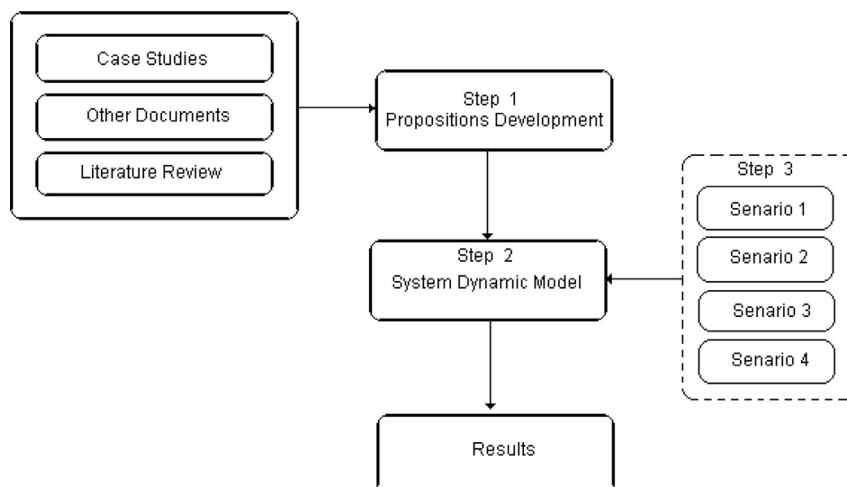 Case Studies
Other Documents
Literature Review
Step 1
Propositions Development
Step 2
System Dynamic Model
Step 3
Senario 1
Senario 2
Senario 3
Senario 4
Results